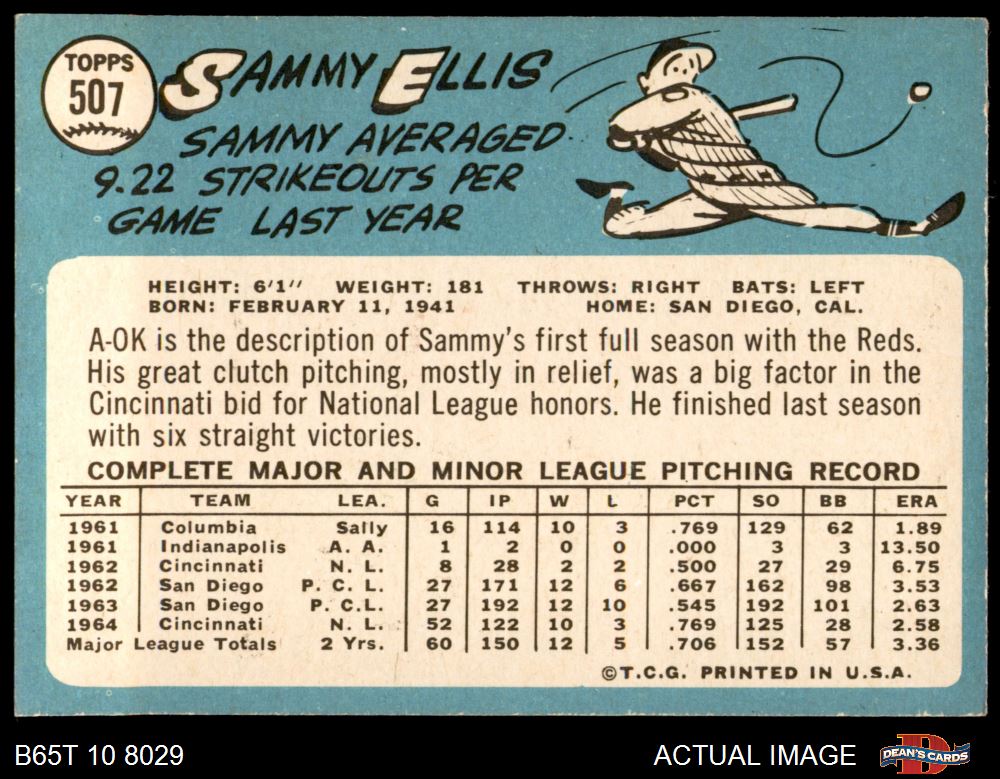 TOPPS
507
SAMMY ELLIS
SAMMY AVERAGED
9.22 STRIKEOUTS PER
GAME LAST YEAR
HEIGHT: 6'1" WEIGHT: 181 THROWS: RIGHT BATS: LEFT
BORN: FEBRUARY 11, 1941 HOME: SAN DIEGO, CAL.
A-OK is the description of Sammy's first full season with the Reds.
His great clutch pitching, mostly in relief, was a big factor in the
Cincinnati bid for National League honors. He finished last season
with six straight victories.
COMPLETE MAJOR AND MINOR LEAGUE PITCHING RECORD
YEAR TEAM LEA. G IP W L PCT SO BB ERA
1961 Columbia Sally 16 114 10 3 .769 129 62 1.89
1961 Indianapolis A. A. 1 2 0 0 .000 3 3 13.50
1962 Cincinnati N. L. 8 28 2 2 .500 27 29 6.75
1962 San Diego P. C. L. 27 171 12 6 .667 162 98 3.53
1963 San Diego P. C.L. 27 192 12 10 .545 192 101 2.63
1964 Cincinnati N. L. 52 122 10 3 .769 125 28 2.58
Major League Totals 2 Yrs. 60 150 12 5 .706 152 57 3.36
©T.C.G. PRINTED IN U.S.A.
B65T 10 8029 ACTUAL IMAGE DEAN'S CARDS